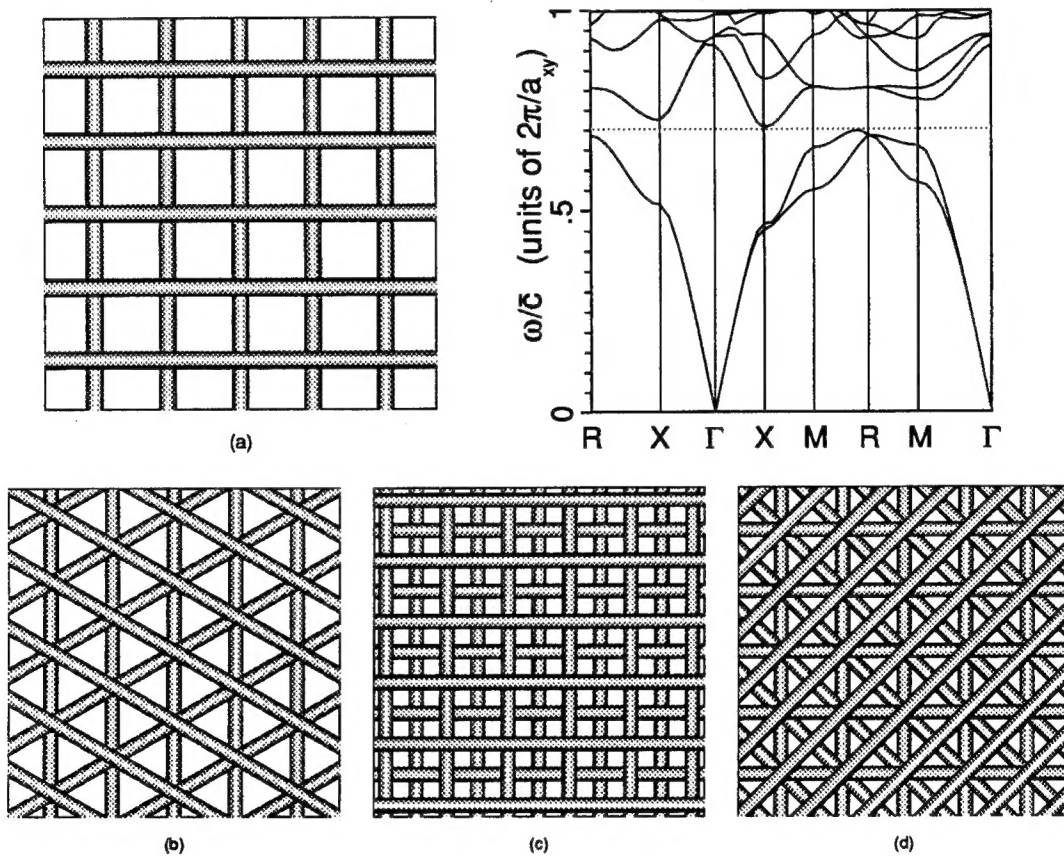 (a)
ω/c̄ (units of 2π/a_xy)
1
.5
0
R X Γ X M R M Γ
(b) (c) (d)